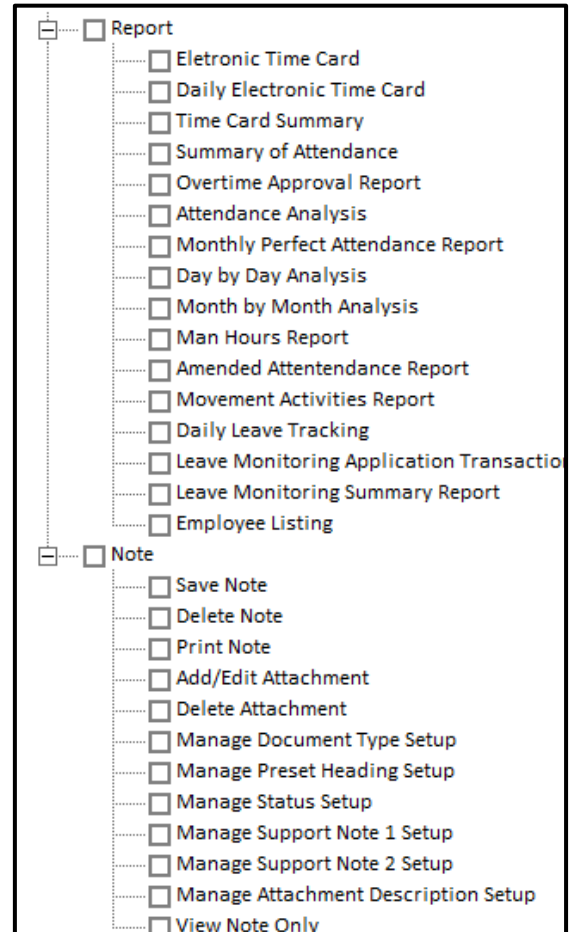 Report
Eletronic Time Card
Daily Electronic Time Card
Time Card Summary
Summary of Attendance
Overtime Approval Report
Attendance Analysis
Monthly Perfect Attendance Report
Day by Day Analysis
Month by Month Analysis
Man Hours Report
Amended Attentendance Report
Movement Activities Report
Daily Leave Tracking
Leave Monitoring Application Transactio
Leave Monitoring Summary Report
Employee Listing
Note
Save Note
Delete Note
Print Note
Add/Edit Attachment
Delete Attachment
Manage Document Type Setup
Manage Preset Heading Setup
Manage Status Setup
Manage Support Note 1 Setup
Manage Support Note 2 Setup
Manage Attachment Description Setup
View Note Only